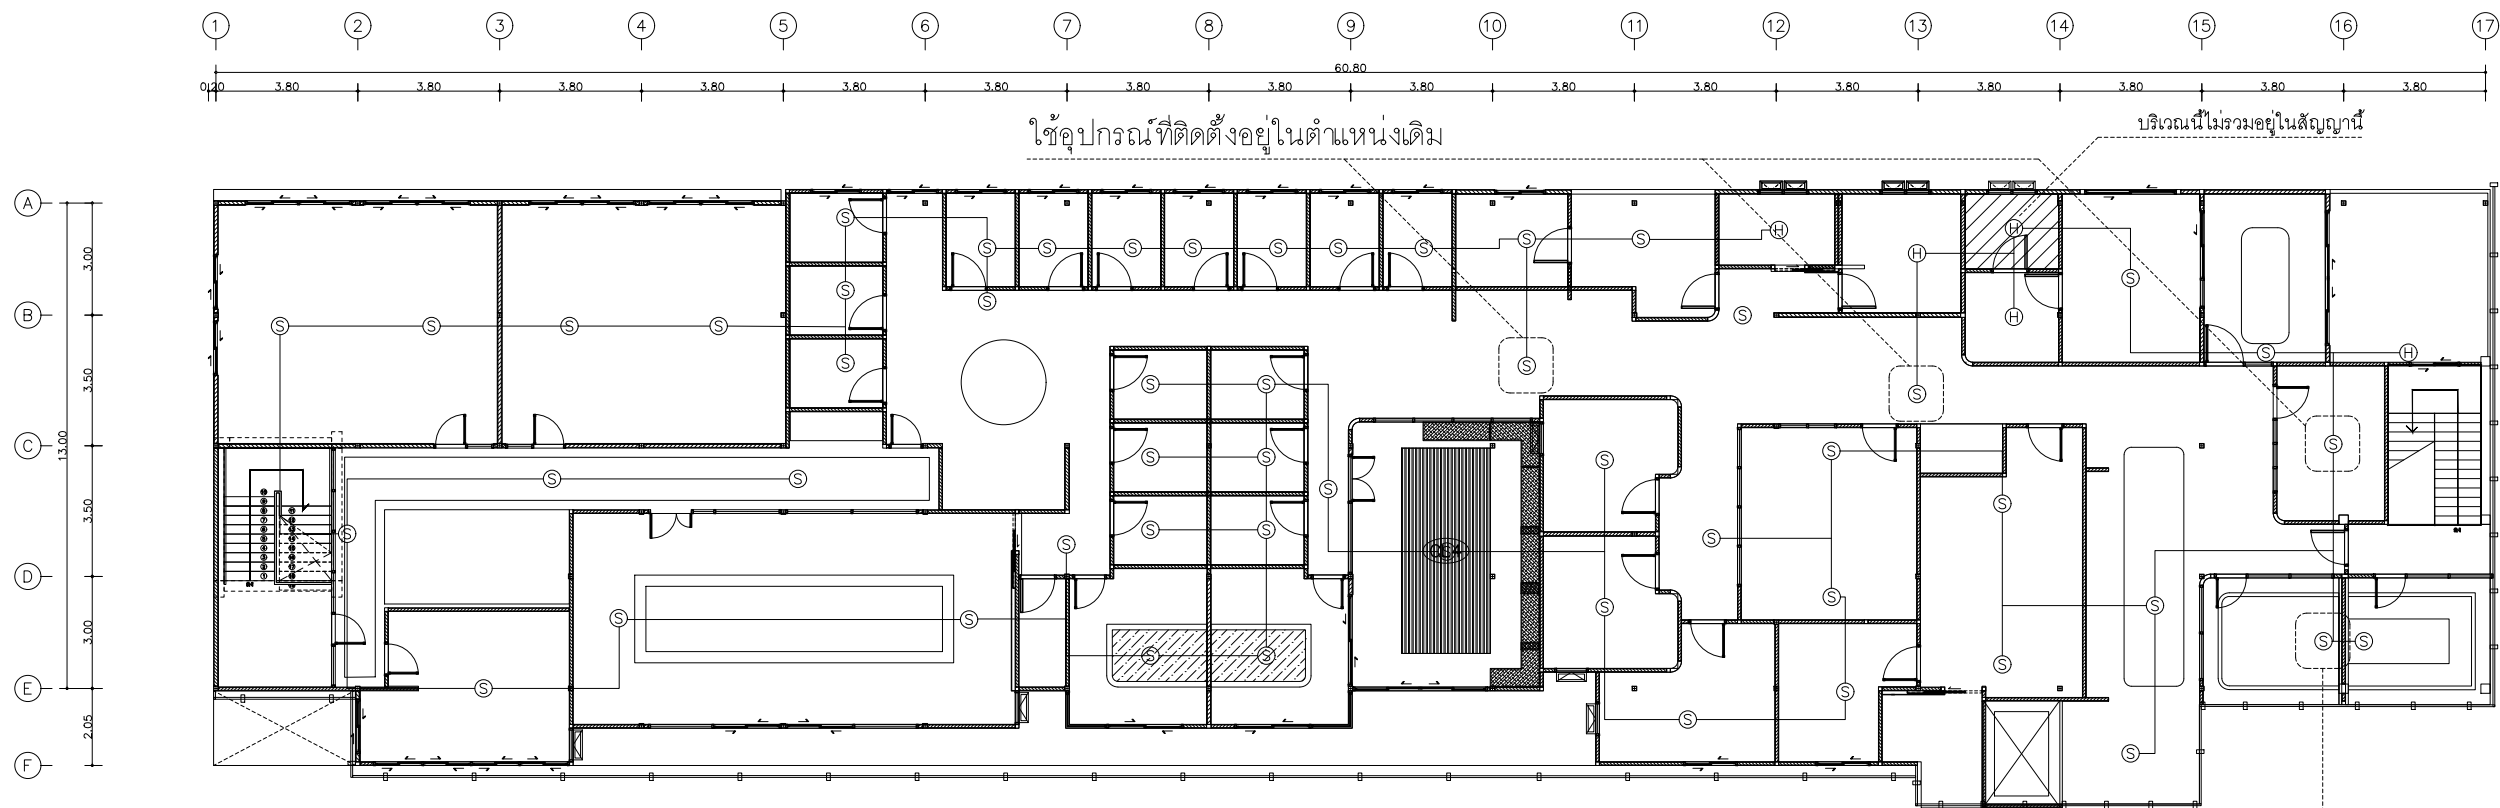 1 2 3 4 5 6 7 8 9 10 11 12 13 14 15 16 17
60.80
0.20 3.80 3.80 3.80 3.80 3.80 3.80 3.80 3.80 3.80 3.80 3.80 3.80 3.80 3.80 3.80 3.80
ใช้อุปกรณ์ที่ติดตั้งอยู่ในตำแหน่งเดิม
บริเวณนี้ไม่รวมอยู่ในสัญญานี้
A
S S H
S S S S S S S S S S H H
3.00
S S
B
S S S S S S H
S S H
3.50
S S S S S
C
13.00
S S S S S
S S S S
3.50
S S S S S S
D
S S S
3.00
S S S S S
S S S
E
S S
S
2.05
S
F